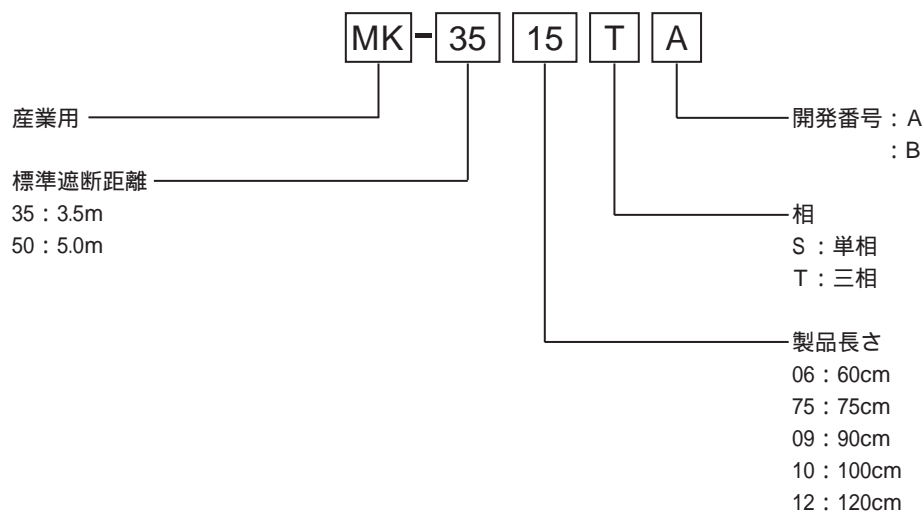 MK-35 15 T A
産業用
標準遮断距離
35：3.5m
50：5.0m
開発番号：A
：B
相
S：単相
T：三相
製品長さ
06：60cm
75：75cm
09：90cm
10：100cm
12：120cm